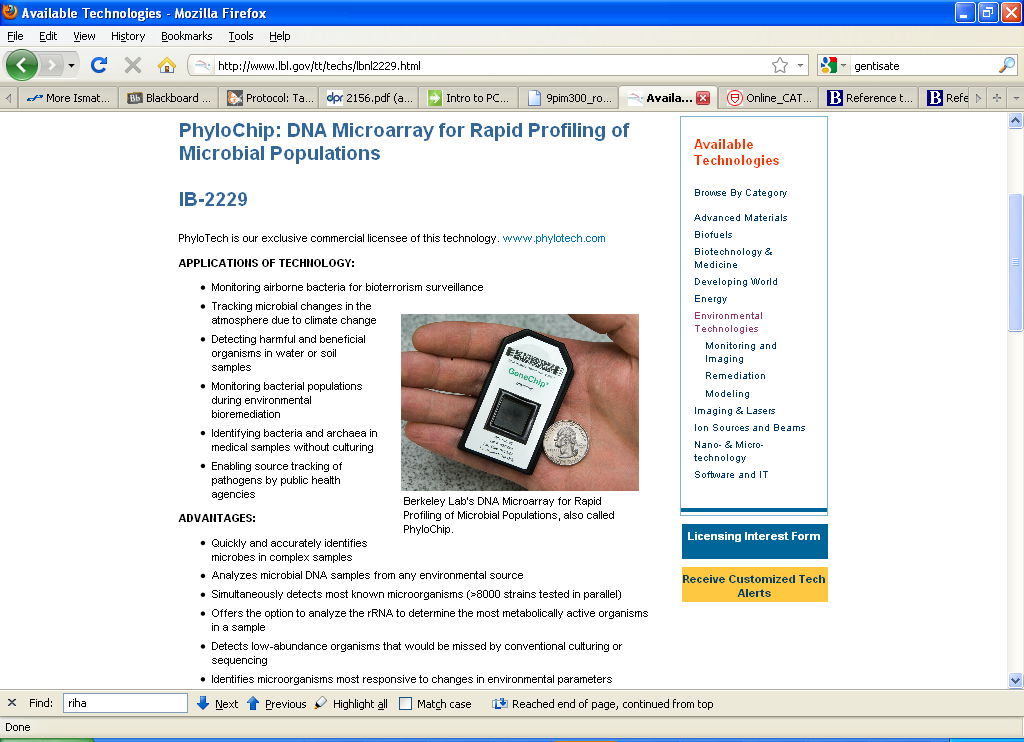 Available Technologies - Mozilla Firefox
File Edit View History Bookmarks Tools Help
http://www.lbl.gov/tt/techs/lbnl2229.html
gentisate
More Ismat...
Bb Blackboard ...
Protocol: Ta...
dpr 2156.pdf (a...
Intro to PC...
9pim300_ro...
Availa...
Online_CAT...
B Reference t...
B Refe
PhyloChip: DNA Microarray for Rapid Profiling of
Microbial Populations
IB-2229
PhyloTech is our exclusive commercial licensee of this technology. www.phylotech.com
APPLICATIONS OF TECHNOLOGY:
• Monitoring airborne bacteria for bioterrorism surveillance
• Tracking microbial changes in the
atmosphere due to climate change
• Detecting harmful and beneficial
organisms in water or soil
samples
• Monitoring bacterial populations
during environmental
bioremediation
• Identifying bacteria and archaea in
medical samples without culturing
• Enabling source tracking of
pathogens by public health
agencies
GeneChip
Berkeley Lab's DNA Microarray for Rapid
Profiling of Microbial Populations, also called
PhyloChip.
ADVANTAGES:
• Quickly and accurately identifies
microbes in complex samples
• Analyzes microbial DNA samples from any environmental source
• Simultaneously detects most known microorganisms (>8000 strains tested in parallel)
• Offers the option to analyze the rRNA to determine the most metabolically active organisms
in a sample
• Detects low-abundance organisms that would be missed by conventional culturing or
sequencing
• Identifies microorganisms most responsive to changes in environmental parameters
Available
Technologies
Browse By Category
Advanced Materials
Biofuels
Biotechnology &
Medicine
Developing World
Energy
Environmental
Technologies
Monitoring and
Imaging
Remediation
Modeling
Imaging & Lasers
Ion Sources and Beams
Nano- & Micro-
technology
Software and IT
Licensing Interest Form
Receive Customized Tech
Alerts
Find: riha Next Previous Highlight all Match case Reached end of page, continued from top
Done